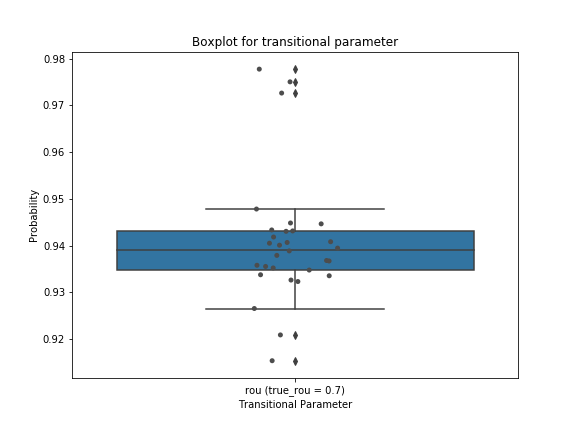 Boxplot for transitional parameter
0.98
0.97
0.96
0.95
0.94
0.93
0.92
Probability
rou (true_rou = 0.7)
Transitional Parameter